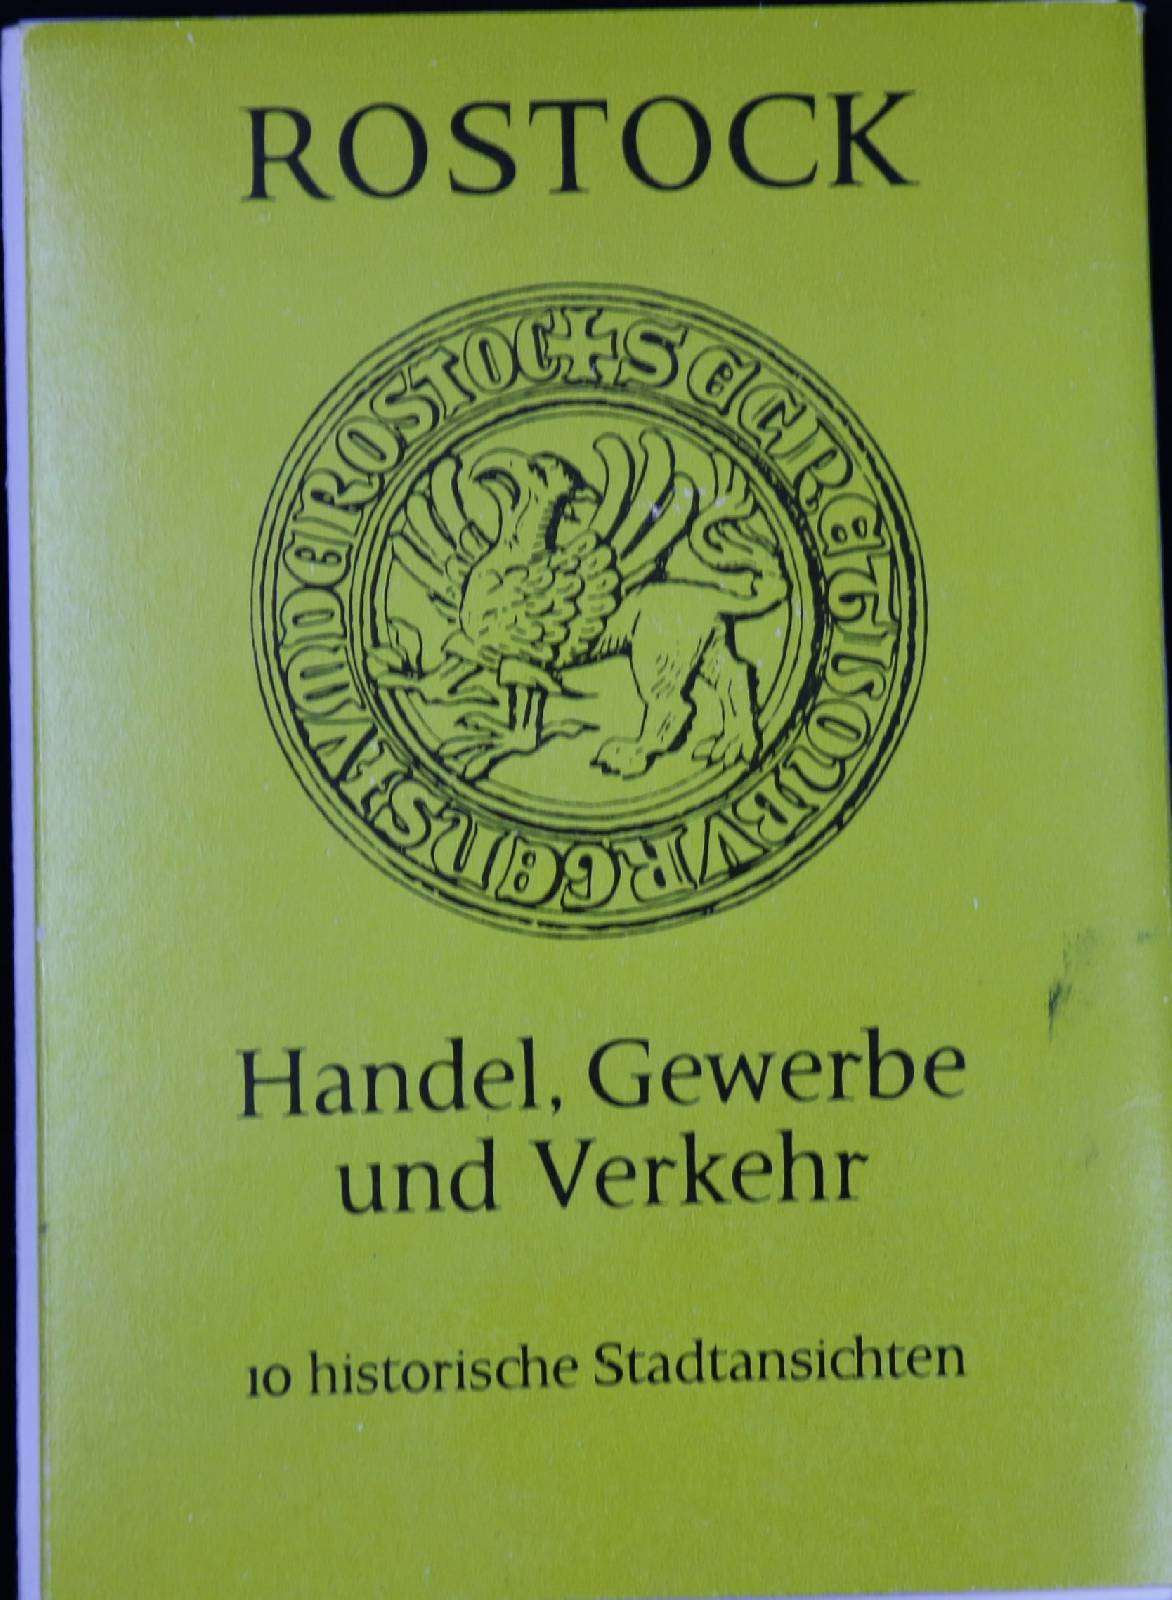 ROSTOCK
Handel, Gewerbe
und Verkehr
10 historische Stadtansichten